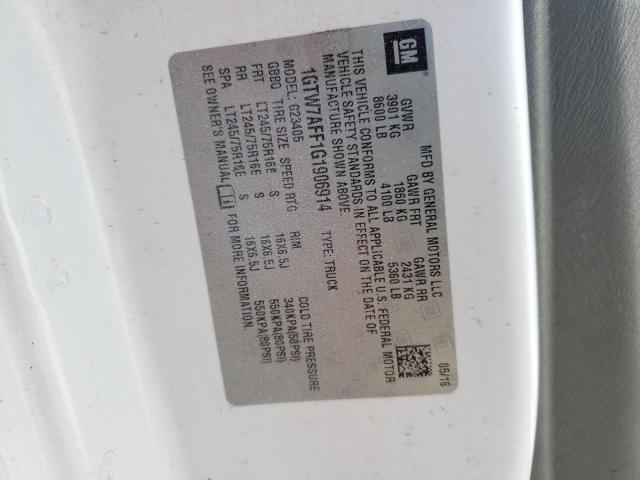 GM
MFD BY GENERAL MOTORS LLC
05/16
GVWR GAWR FRT GAWR RR
3901 KG 1860 KG 2431 KG
8600 LB 4100 LB 5360 LB
THIS VEHICLE CONFORMS TO ALL APPLICABLE U.S. FEDERAL MOTOR
VEHICLE SAFETY STANDARDS IN EFFECT ON THE DATE OF
MANUFACTURE SHOWN ABOVE.
1GTW7AFF1G1906914 TYPE: TRUCK
MODEL: G23405
GBBQ TIRE SIZE SPEED RTG RIM COLD TIRE PRESSURE
FRT LT245/75R16E S 16X6.5J 340KPA(50PSI)
RR LT245/75R16E S 16X6.5J 550KPA(80PSI)
SPA LT245/75R16E S 16X6.5J 550KPA(80PSI)
SEE OWNER'S MANUAL i FOR MORE INFORMATION.